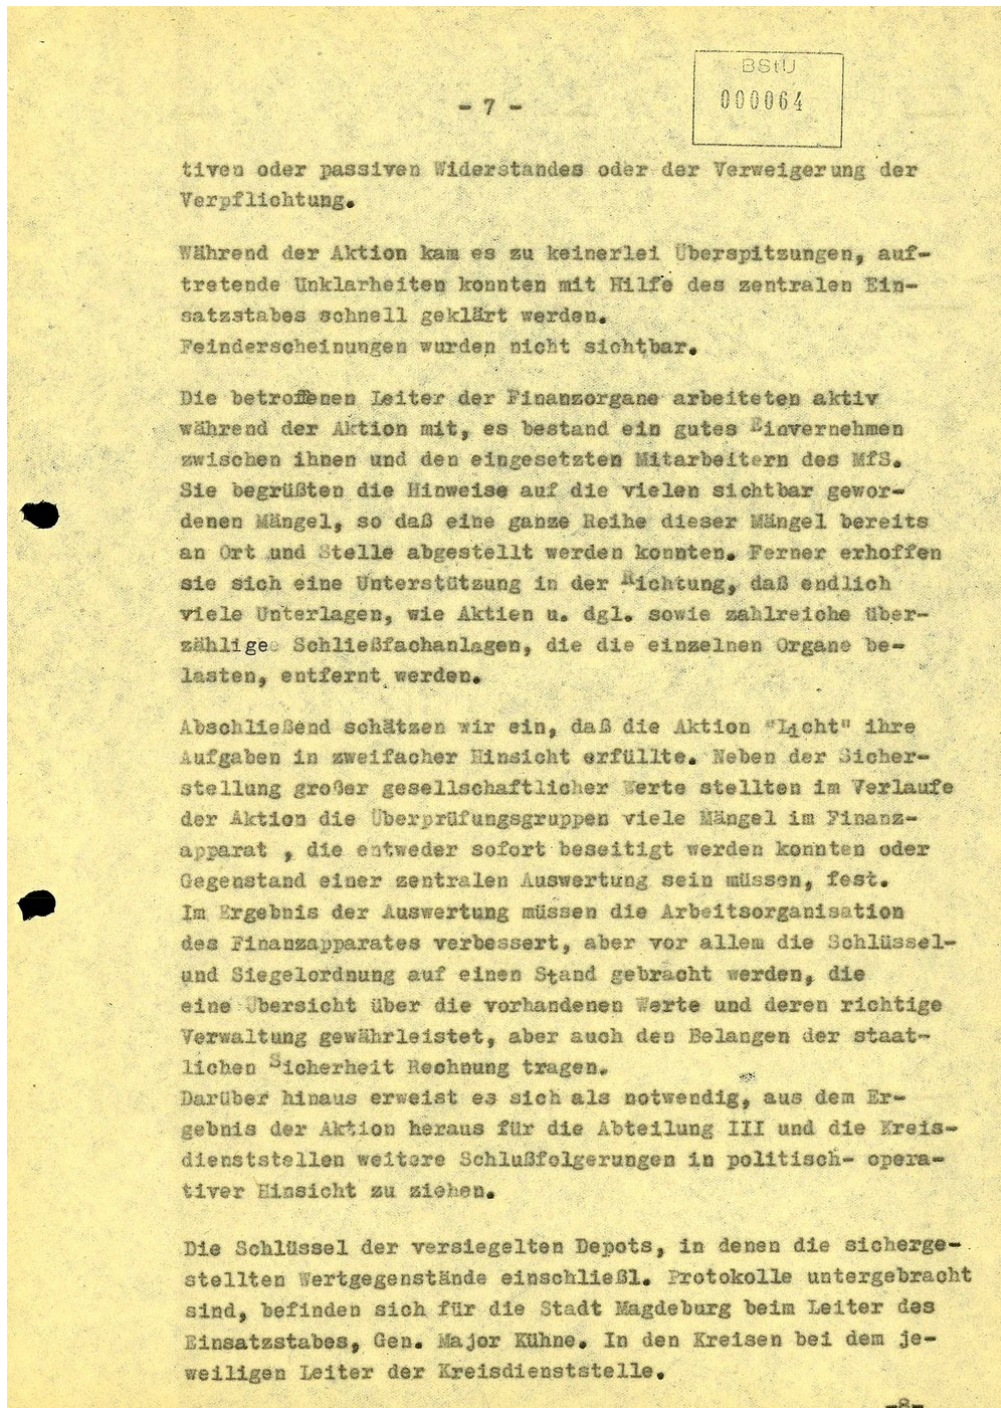 BStU
000064
- 7 -
tiven oder passiven Widerstandes oder der Verweigerung der
Verpflichtung.
Während der Aktion kam es zu keinerlei Überspitzungen, auf-
tretende Unklarheiten konnten mit Hilfe des zentralen Ein-
satzstabes schnell geklärt werden.
Feinderscheinungen wurden nicht sichtbar.
Die betroffenen Leiter der Finanzorgane arbeiteten aktiv
während der Aktion mit, es bestand ein gutes Einvernehmen
zwischen ihnen und den eingesetzten Mitarbeitern des MfS.
Sie begrüßten die Hinweise auf die vielen sichtbar gewor-
denen Mängel, so daß eine ganze Reihe dieser Mängel bereits
an Ort und Stelle abgestellt werden konnten. Ferner erhoffen
sie sich eine Unterstützung in der Richtung, daß endlich
viele Unterlagen, wie Aktien u. dgl. sowie zahlreiche über-
zählige Schließfachanlagen, die die einzelnen Organe be-
lasten, entfernt werden.
Abschließend schätzen wir ein, daß die Aktion "Licht" ihre
Aufgaben in zweifacher Hinsicht erfüllte. Neben der Sicher-
stellung großer gesellschaftlicher Werte stellten im Verlaufe
der Aktion die Überprüfungsgruppen viele Mängel im Finanz-
apparat , die entweder sofort beseitigt werden konnten oder
Gegenstand einer zentralen Auswertung sein müssen, fest.
Im Ergebnis der Auswertung müssen die Arbeitsorganisation
des Finanzapparates verbessert, aber vor allem die Schlüssel-
und Siegelordnung auf einen Stand gebracht werden, die
eine Übersicht über die vorhandenen Werte und deren richtige
Verwaltung gewährleistet, aber auch den Belangen der staat-
lichen Sicherheit Rechnung tragen.
Darüber hinaus erweist es sich als notwendig, aus dem Er-
gebnis der Aktion heraus für die Abteilung III und die Kreis-
dienststellen weitere Schlußfolgerungen in politisch- opera-
tiver Hinsicht zu ziehen.
Die Schlüssel der versiegelten Depots, in denen die sicherge-
stellten Wertgegenstände einschließl. Protokolle untergebracht
sind, befinden sich für die Stadt Magdeburg beim Leiter des
Einsatzstabes, Gen. Major Kühne. In den Kreisen bei dem je-
weiligen Leiter der Kreisdienststelle.
-8-